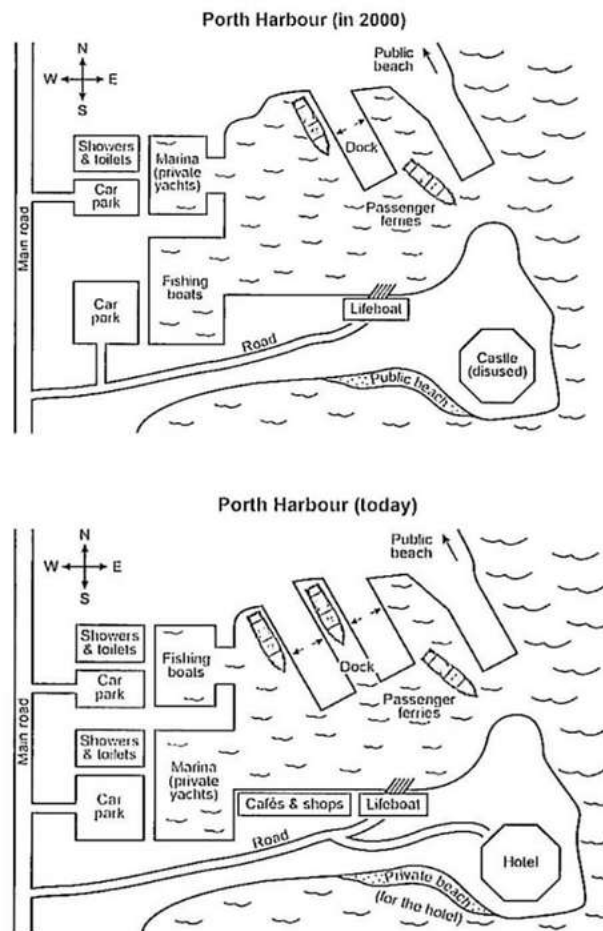 Porth Harbour (in 2000)
N
W E
S
Public
beach
Showers
& toilets
Marina
(private
yachts)
Dock
Car
park
Passenger
ferries
Main road
Fishing
boats
Car
park
Lifeboat
Road
Castle
(disused)
Public beach
Porth Harbour (today)
N
W E
S
Public
beach
Showers
& toilets
Fishing
boats
Dock
Car
park
Passenger
ferries
Main road
Showers
& toilets
Marina
(private
yachts)
Car
park
Cafés & shops
Lifeboat
Road
Hotel
Private beach
(for the hotel)